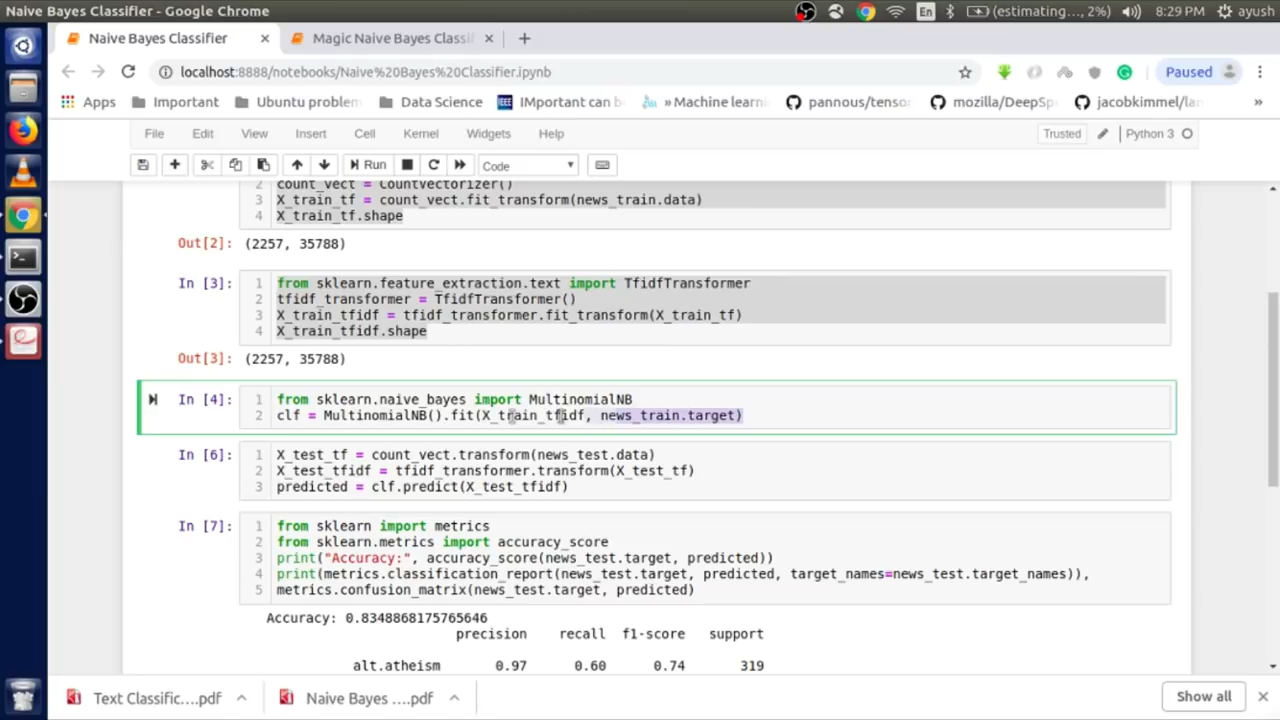 Naive Bayes Classifier - Google Chrome
En (estimating..., 2%) 8:29 PM ayush
Naive Bayes Classifier × Magic Naive Bayes Classifi ×
localhost:8888/notebooks/Naive%20Bayes%20Classifier.ipynb Paused
Apps Important Ubuntu problem Data Science IMportant can b » Machine learni pannous/tensor mozilla/DeepSpe jacobkimmel/lan »
File Edit View Insert Cell Kernel Widgets Help Trusted Python 3
Run Code
2 count_vect = CountVectorizer()
3 X_train_tf = count_vect.fit_transform(news_train.data)
4 X_train_tf.shape
Out[2]: (2257, 35788)
In [3]: 1 from sklearn.feature_extraction.text import TfidfTransformer
2 tfidf_transformer = TfidfTransformer()
3 X_train_tfidf = tfidf_transformer.fit_transform(X_train_tf)
4 X_train_tfidf.shape
Out[3]: (2257, 35788)
In [4]: 1 from sklearn.naive_bayes import MultinomialNB
2 clf = MultinomialNB().fit(X_train_tfidf, news_train.target)
In [6]: 1 X_test_tf = count_vect.transform(news_test.data)
2 X_test_tfidf = tfidf_transformer.transform(X_test_tf)
3 predicted = clf.predict(X_test_tfidf)
In [7]: 1 from sklearn import metrics
2 from sklearn.metrics import accuracy_score
3 print("Accuracy:", accuracy_score(news_test.target, predicted))
4 print(metrics.classification_report(news_test.target, predicted, target_names=news_test.target_names)),
5 metrics.confusion_matrix(news_test.target, predicted)
Accuracy: 0.8348868175765646
precision recall f1-score support
alt.atheism 0.97 0.60 0.74 319
Text Classific....pdf Naive Bayes ....pdf Show all